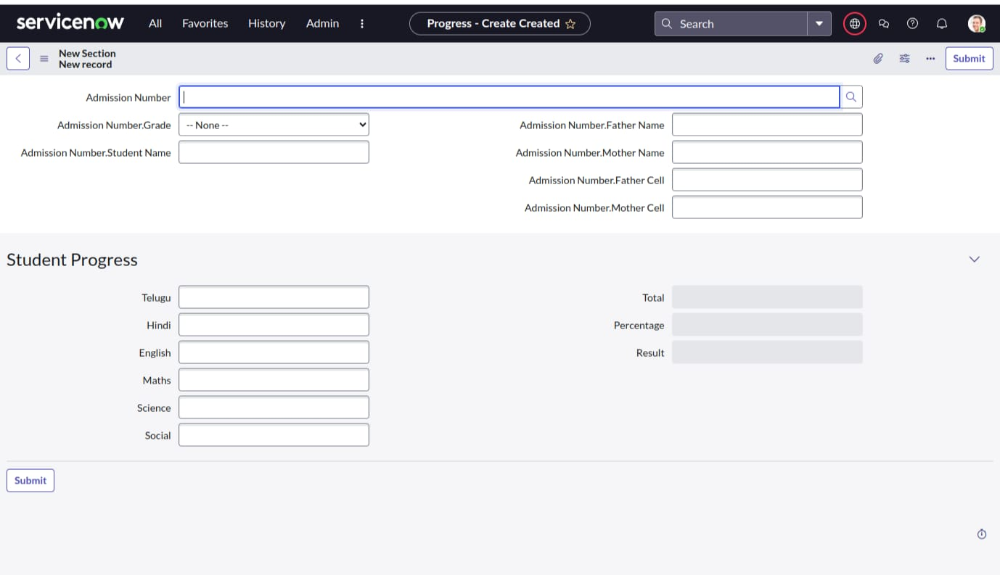 servicenow All Favorites History Admin Progress - Create Created Search
New Section
New record
Submit
Admission Number
Admission Number.Grade -- None --
Admission Number.Student Name
Admission Number.Father Name
Admission Number.Mother Name
Admission Number.Father Cell
Admission Number.Mother Cell
Student Progress
Telugu
Hindi
English
Maths
Science
Social
Total
Percentage
Result
Submit